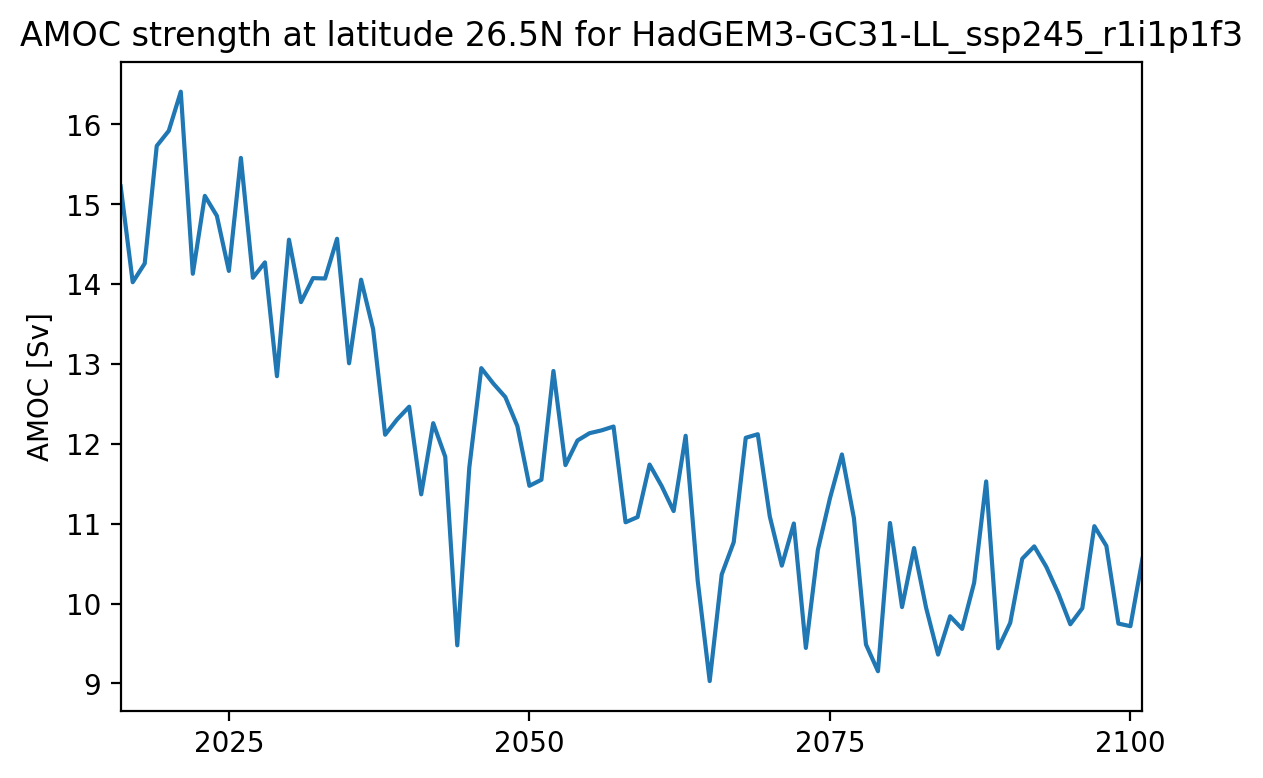 AMOC strength at latitude 26.5N for HadGEM3-GC31-LL_ssp245_r1i1p1f3
16
15
14
13
12
11
10
9
AMOC [Sv]
2025 2050 2075 2100